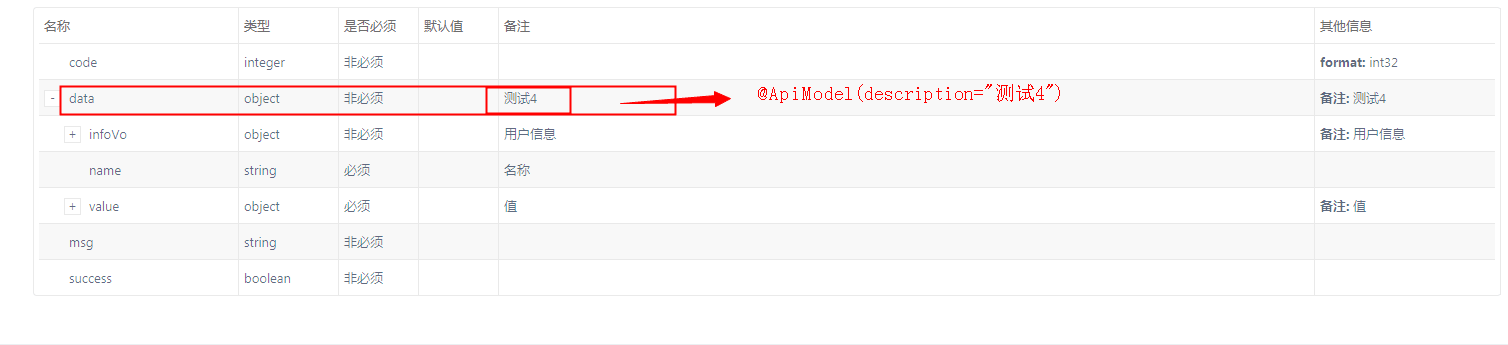 名称 类型 是否必须 默认值 备注 其他信息
code integer 非必须 format: int32
- data object 非必须 测试4 @ApiModel(description="测试4") 备注: 测试4
+ infoVo object 非必须 用户信息 备注: 用户信息
name string 必须 名称
+ value object 必须 值 备注: 值
msg string 非必须
success boolean 非必须